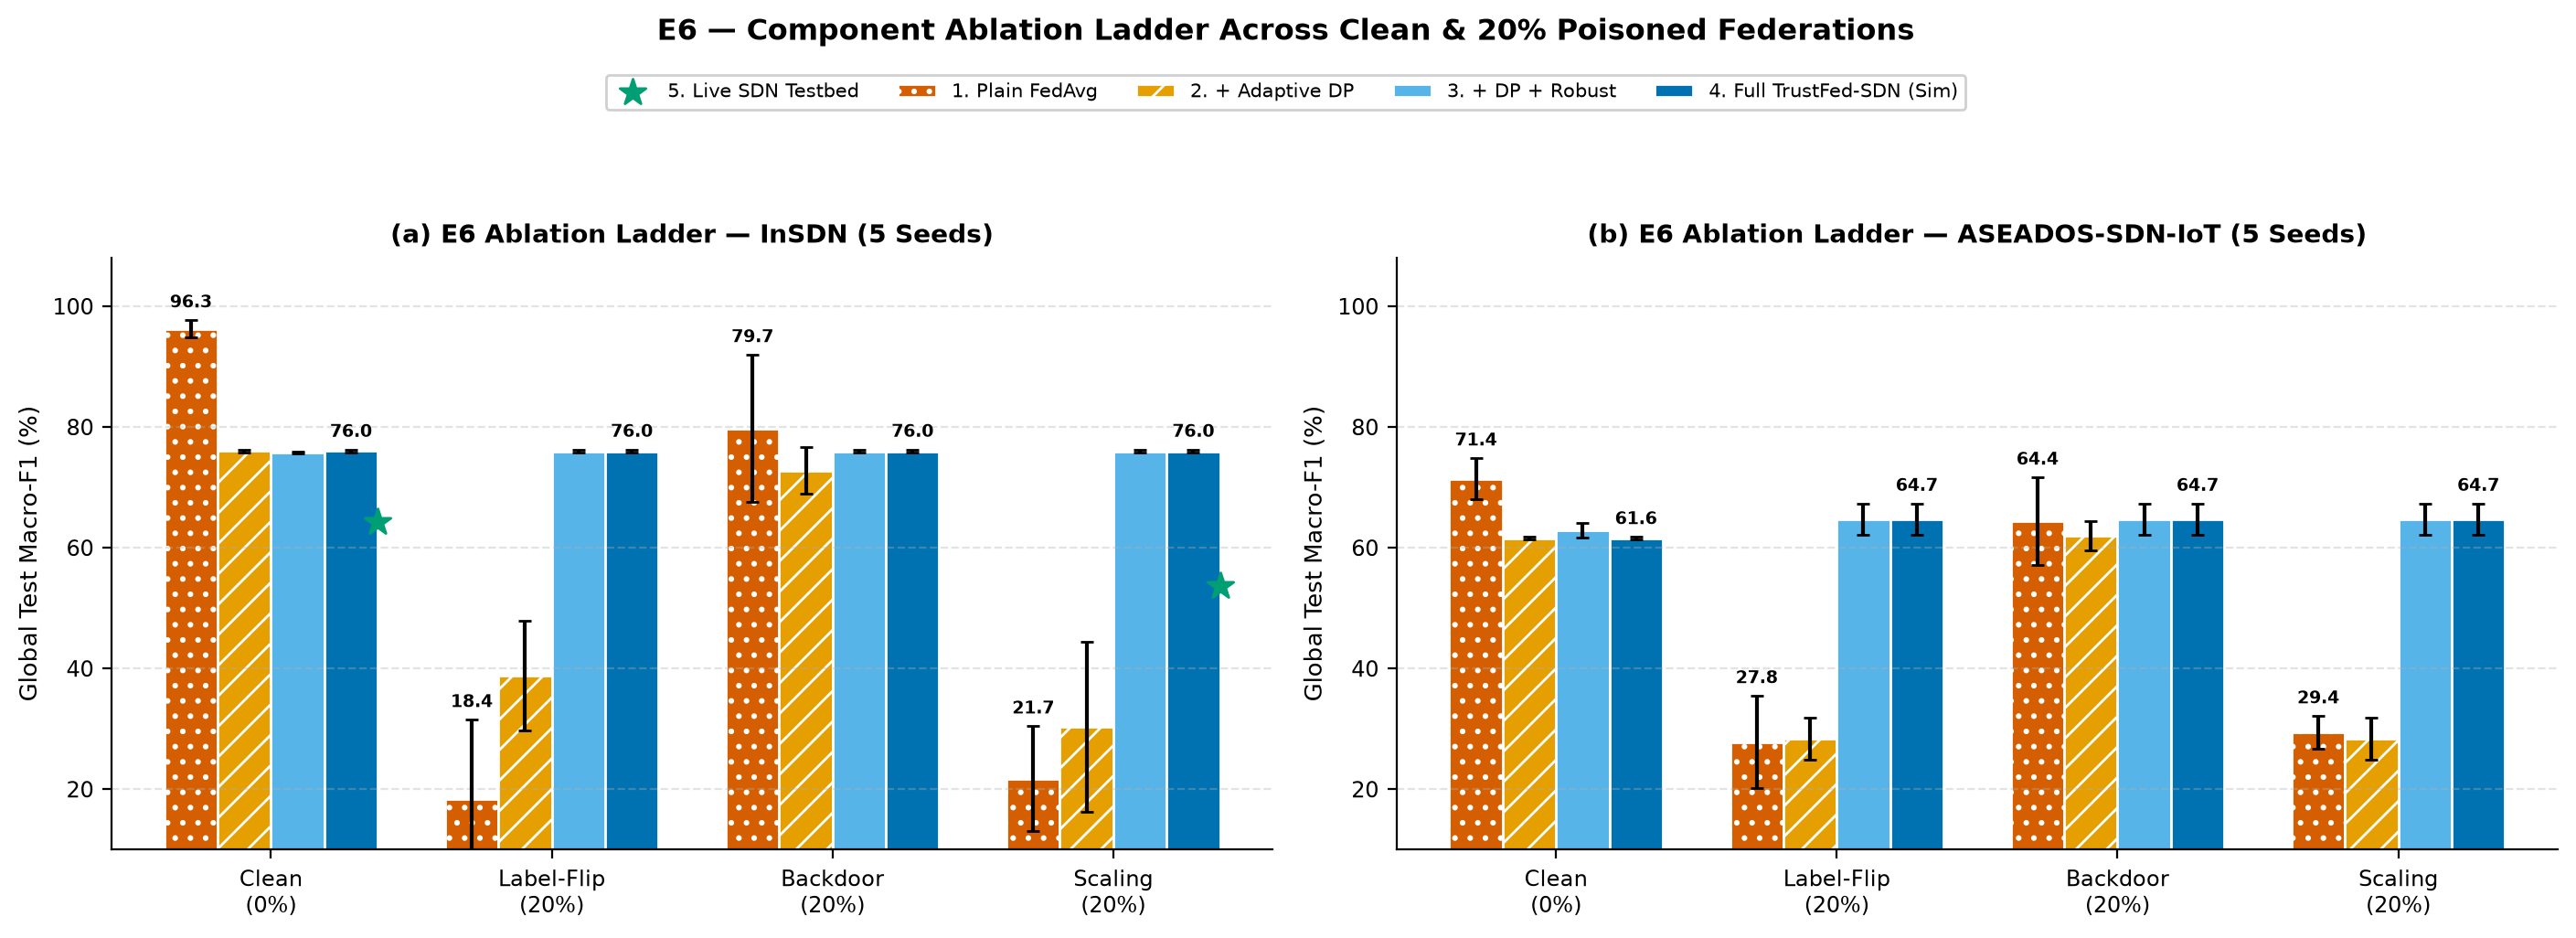 E6 — Component Ablation Ladder Across Clean & 20% Poisoned Federations
5. Live SDN Testbed 1. Plain FedAvg 2. + Adaptive DP 3. + DP + Robust 4. Full TrustFed-SDN (Sim)
(a) E6 Ablation Ladder — InSDN (5 Seeds)
Global Test Macro-F1 (%)
100
80
60
40
20
96.3
76.0
18.4
76.0
79.7
76.0
21.7
76.0
Clean
(0%)
Label-Flip
(20%)
Backdoor
(20%)
Scaling
(20%)
(b) E6 Ablation Ladder — ASEADOS-SDN-IoT (5 Seeds)
Global Test Macro-F1 (%)
100
80
60
40
20
71.4
61.6
27.8
64.7
64.4
64.7
29.4
64.7
Clean
(0%)
Label-Flip
(20%)
Backdoor
(20%)
Scaling
(20%)